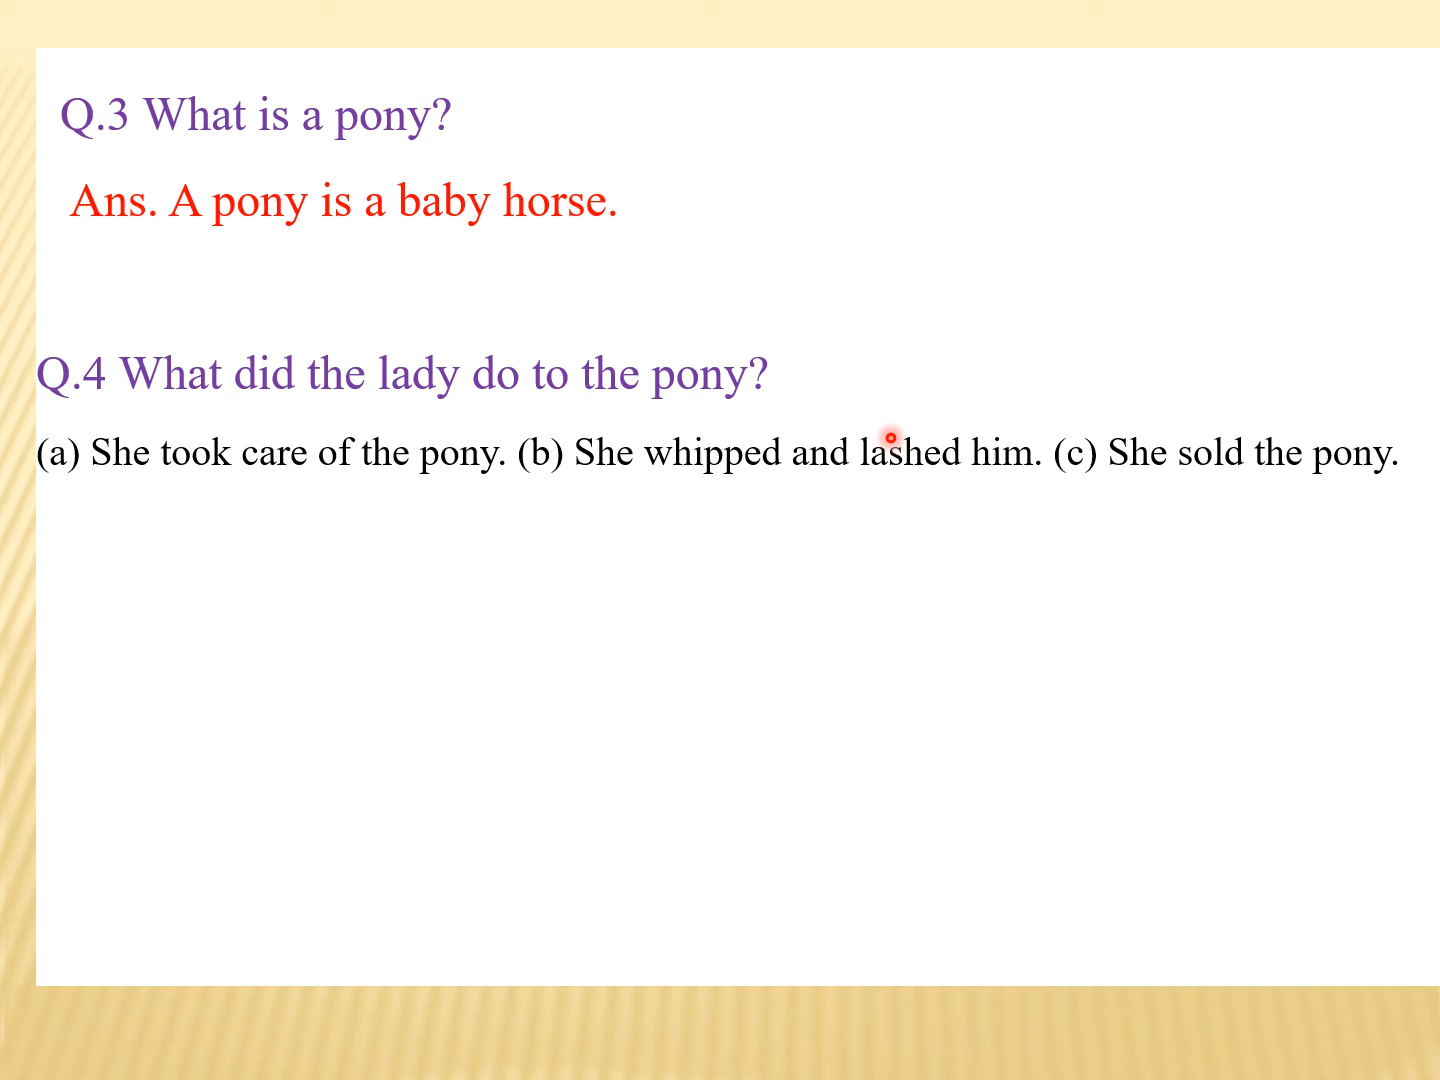 Q.3 What is a pony?
Ans. A pony is a baby horse.
Q.4 What did the lady do to the pony?
(a) She took care of the pony. (b) She whipped and lashed him. (c) She sold the pony.